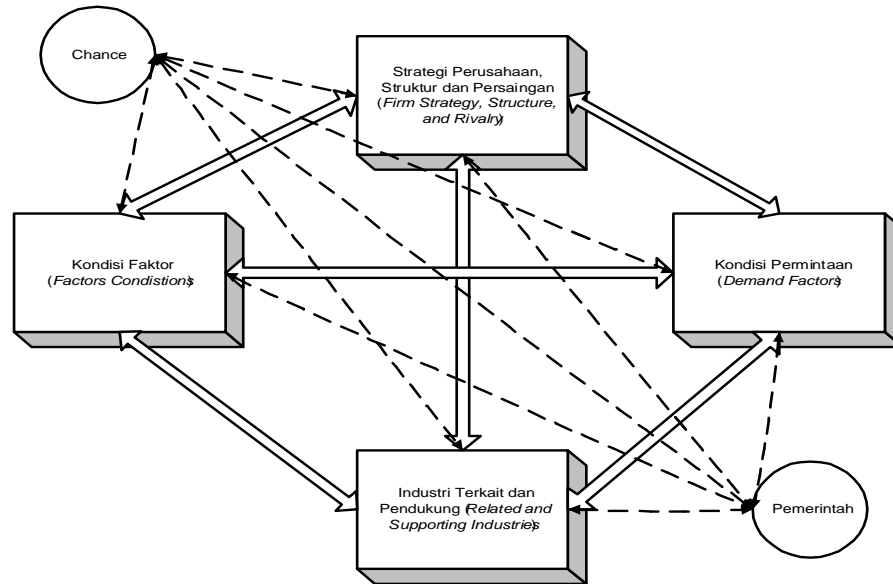 Chance
Strategi Perusahaan,
Struktur dan Persaingan
(Firm Strategy, Structure,
and Rivalry)
Kondisi Faktor
(Factors Condistions)
Kondisi Permintaan
(Demand Factors)
Industri Terkait dan
Pendukung (Related and
Supporting Industries)
Pemerintah